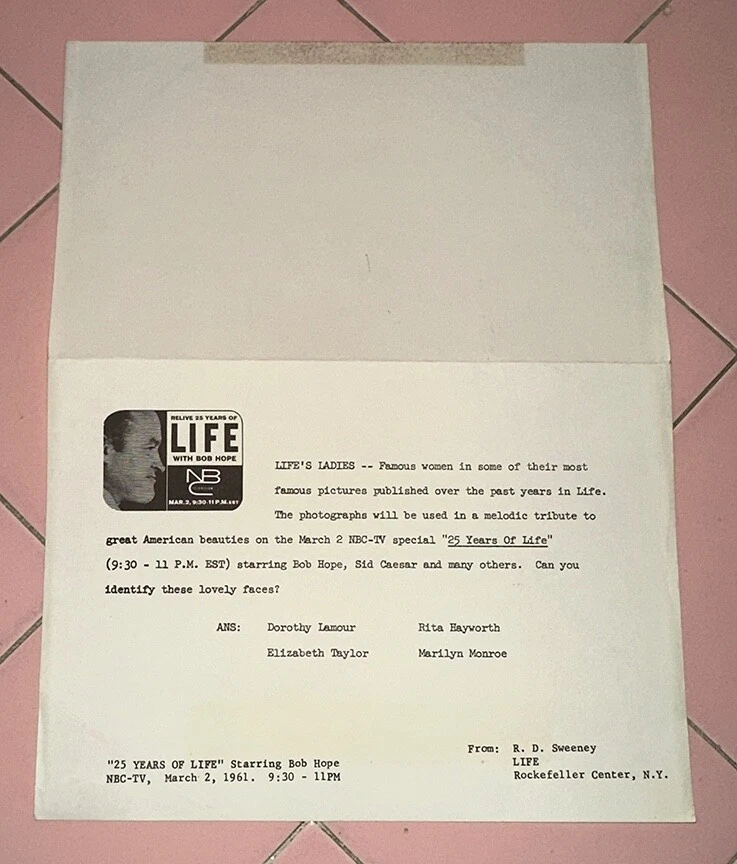 RELIVE 25 YEARS OF
LIFE
WITH BOB HOPE
NBC
MAR. 2, 9:30-11 P.M. EST
LIFE'S LADIES -- Famous women in some of their most
famous pictures published over the past years in Life.
The photographs will be used in a melodic tribute to
great American beauties on the March 2 NBC-TV special "25 Years Of Life"
(9:30 - 11 P.M. EST) starring Bob Hope, Sid Caesar and many others. Can you
identify these lovely faces?
ANS: Dorothy Lamour Rita Hayworth
Elizabeth Taylor Marilyn Monroe
"25 YEARS OF LIFE" Starring Bob Hope
NBC-TV, March 2, 1961. 9:30 - 11PM
From: R. D. Sweeney
LIFE
Rockefeller Center, N.Y.